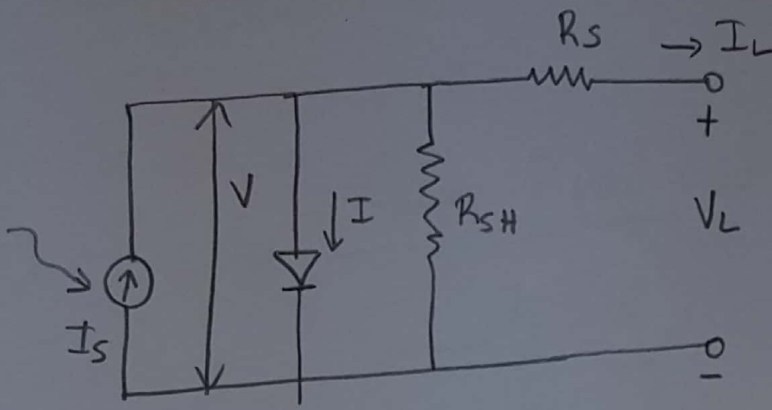 Rs
→ IL
+
V
↓ I
RSH
VL
Is
-